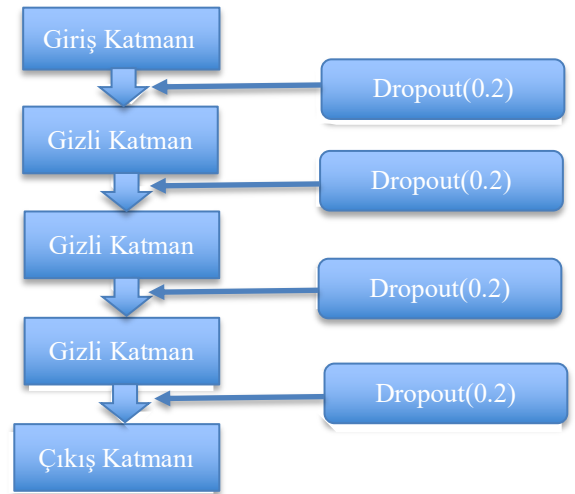 Giriş Katmanı
Dropout(0.2)
Gizli Katman
Dropout(0.2)
Gizli Katman
Dropout(0.2)
Gizli Katman
Dropout(0.2)
Çıkış Katmanı